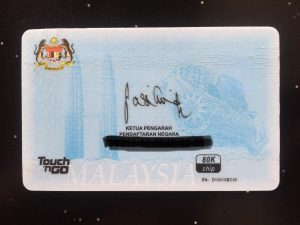 KETUA PENGARAH
PENDAFTARAN NEGARA
Touch
'n GO
80K
chip
MALAYSIA